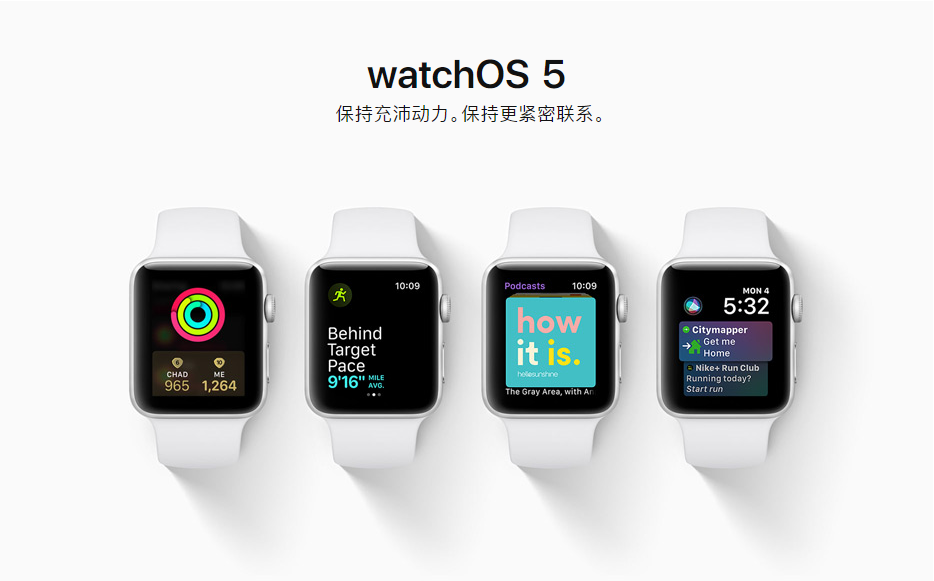 watchOS 5
保持充沛动力。保持更紧密联系。
6
10
CHAD
ME
965
1,264
10:09
Behind
Target
Pace
9'16" MILE
AVG.
Podcasts 10:09
how
it is.
hellosunshine
The Gray Area, with An
MON 4
5:32
Citymapper
Get me
Home
Nike+ Run Club
Running today?
Start run